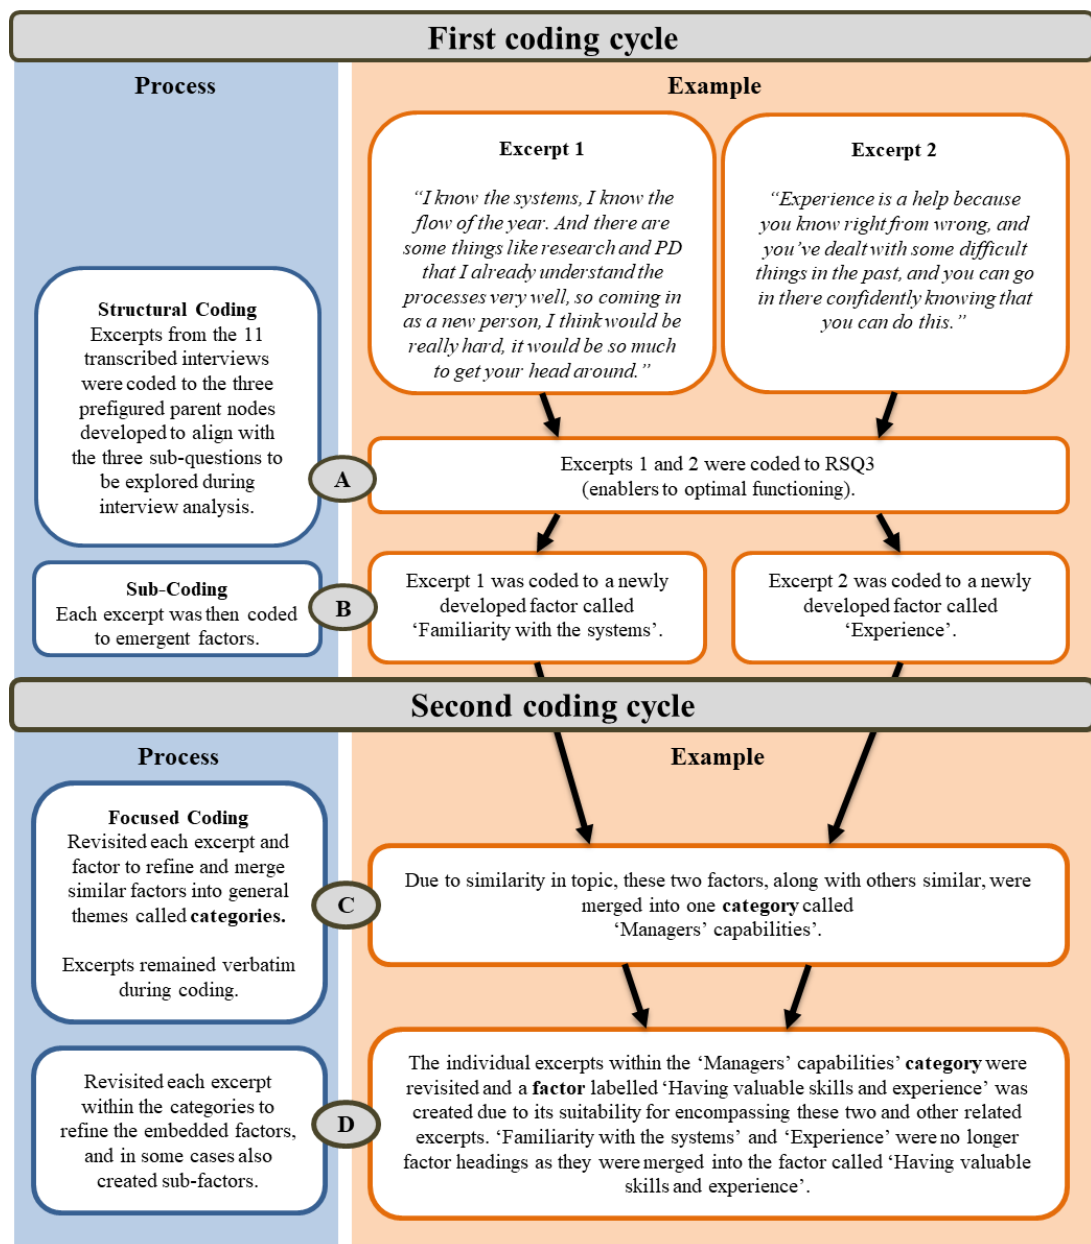 First coding cycle
Process
Example
Excerpt 1
“I know the systems, I know the
flow of the year. And there are
some things like research and PD
that I already understand the
processes very well, so coming in
as a new person, I think would be
really hard, it would be so much
to get your head around.”
Excerpt 2
“Experience is a help because
you know right from wrong, and
you’ve dealt with some difficult
things in the past, and you can go
in there confidently knowing that
you can do this.”
Structural Coding
Excerpts from the 11
transcribed interviews
were coded to the three
prefigured parent nodes
developed to align with
the three sub-questions to
be explored during
interview analysis.
A
Excerpts 1 and 2 were coded to RSQ3
(enablers to optimal functioning).
Sub-Coding
Each excerpt was then coded
to emergent factors.
B
Excerpt 1 was coded to a newly
developed factor called
‘Familiarity with the systems’.
Excerpt 2 was coded to a newly
developed factor called
‘Experience’.
Second coding cycle
Process
Example
Focused Coding
Revisited each excerpt and
factor to refine and merge
similar factors into general
themes called categories.
Excerpts remained verbatim
during coding.
C
Due to similarity in topic, these two factors, along with others similar, were
merged into one category called
‘Managers’ capabilities’.
Revisited each excerpt
within the categories to
refine the embedded factors,
and in some cases also
created sub-factors.
D
The individual excerpts within the ‘Managers’ capabilities’ category were
revisited and a factor labelled ‘Having valuable skills and experience’ was
created due to its suitability for encompassing these two and other related
excerpts. ‘Familiarity with the systems’ and ‘Experience’ were no longer
factor headings as they were merged into the factor called ‘Having valuable
skills and experience’.